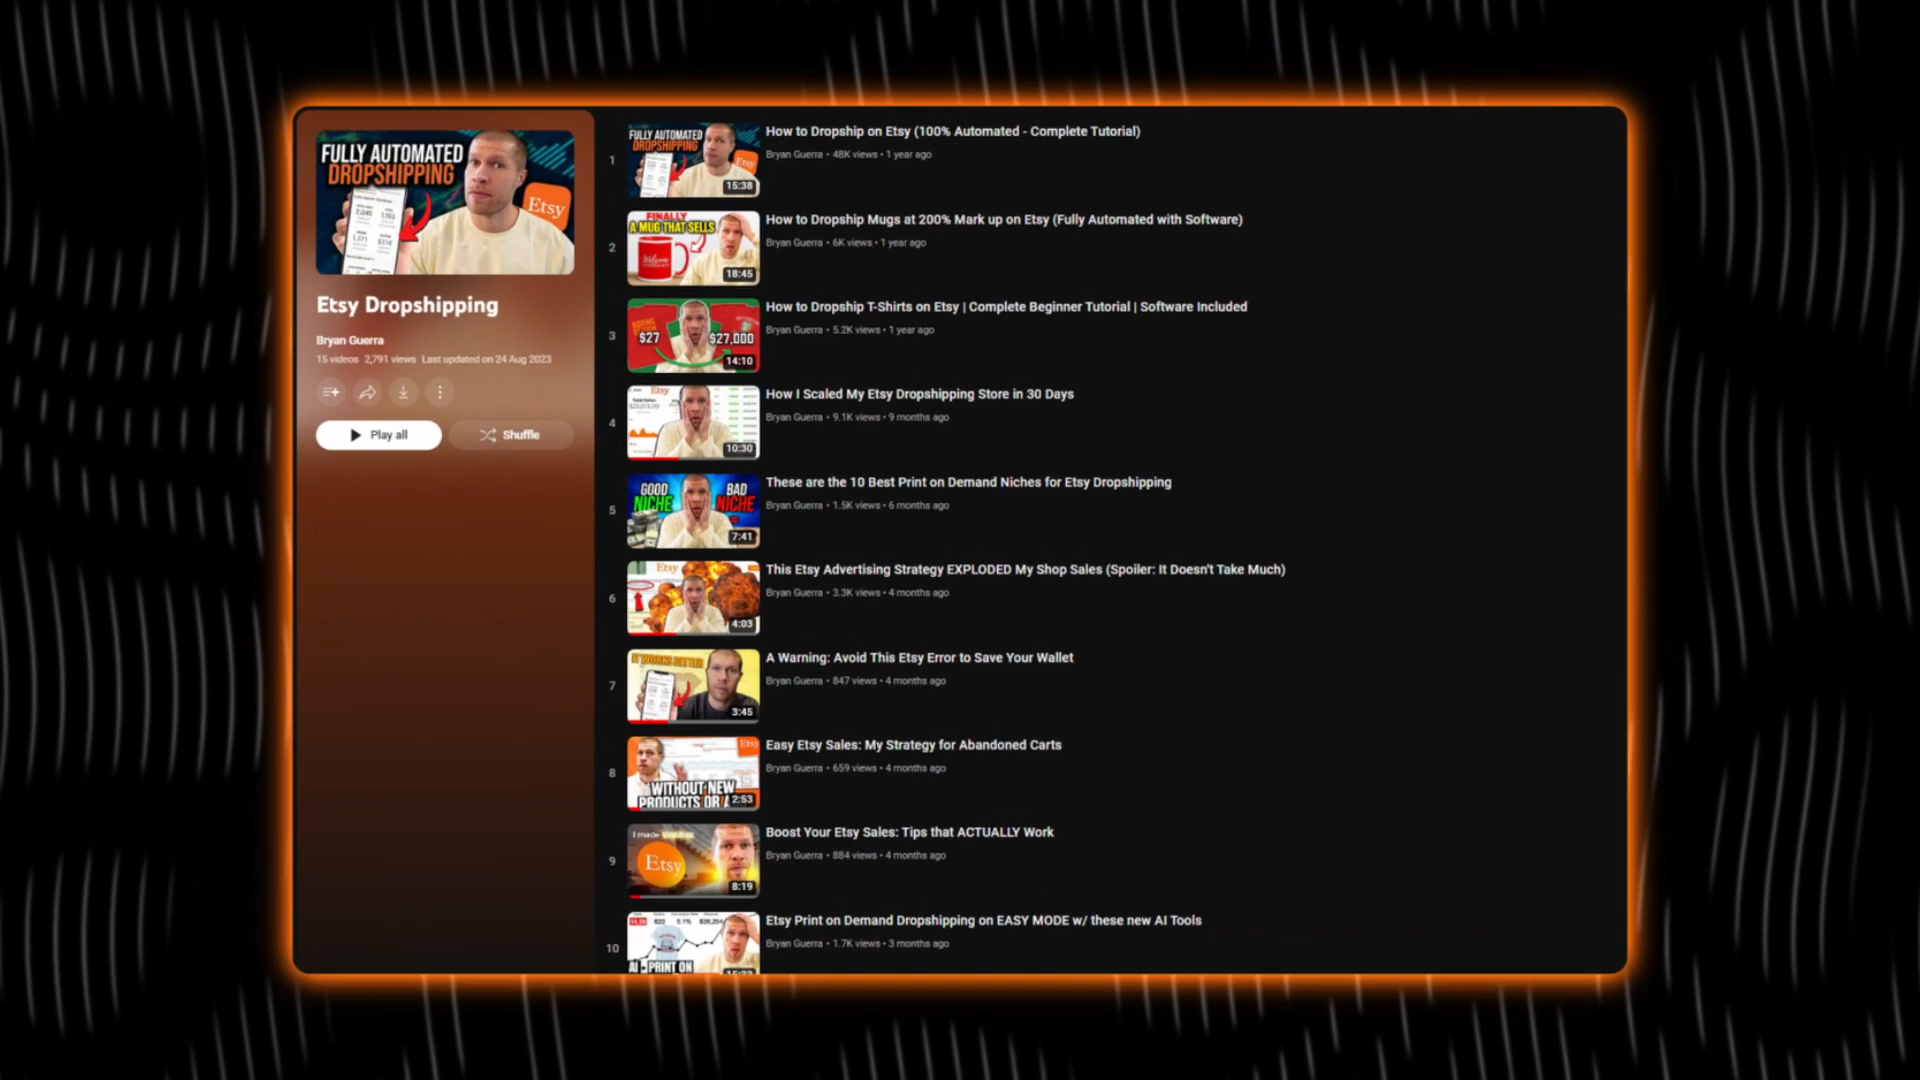 FULLY AUTOMATED
DROPSHIPPING
Etsy
Etsy Dropshipping
Bryan Guerra
15 videos 2,791 views Last updated on 24 Aug 2023
Play all
Shuffle
1
FULLY AUTOMATED
DROPSHIPPING
Etsy
15:38
How to Dropship on Etsy (100% Automated - Complete Tutorial)
Bryan Guerra • 48K views • 1 year ago
2
FINALLY
A MUG THAT SELLS
Welcome
18:45
How to Dropship Mugs at 200% Mark up on Etsy (Fully Automated with Software)
Bryan Guerra • 6K views • 1 year ago
3
$27
$27,000
14:10
How to Dropship T-Shirts on Etsy | Complete Beginner Tutorial | Software Included
Bryan Guerra • 5.2K views • 1 year ago
4
Etsy
10:30
How I Scaled My Etsy Dropshipping Store in 30 Days
Bryan Guerra • 9.1K views • 9 months ago
5
GOOD
NICHE
BAD
NICHE
7:41
These are the 10 Best Print on Demand Niches for Etsy Dropshipping
Bryan Guerra • 1.5K views • 6 months ago
6
Etsy
4:03
This Etsy Advertising Strategy EXPLODED My Shop Sales (Spoiler: It Doesn't Take Much)
Bryan Guerra • 3.3K views • 4 months ago
7
3:45
A Warning: Avoid This Etsy Error to Save Your Wallet
Bryan Guerra • 847 views • 4 months ago
8
Etsy
WITHOUT NEW
PRODUCTS OR
2:53
Easy Etsy Sales: My Strategy for Abandoned Carts
Bryan Guerra • 659 views • 4 months ago
9
I made
Etsy
8:19
Boost Your Etsy Sales: Tips that ACTUALLY Work
Bryan Guerra • 884 views • 4 months ago
10
AI + PRINT ON
Etsy Print on Demand Dropshipping on EASY MODE w/ these new AI Tools
Bryan Guerra • 1.7K views • 3 months ago